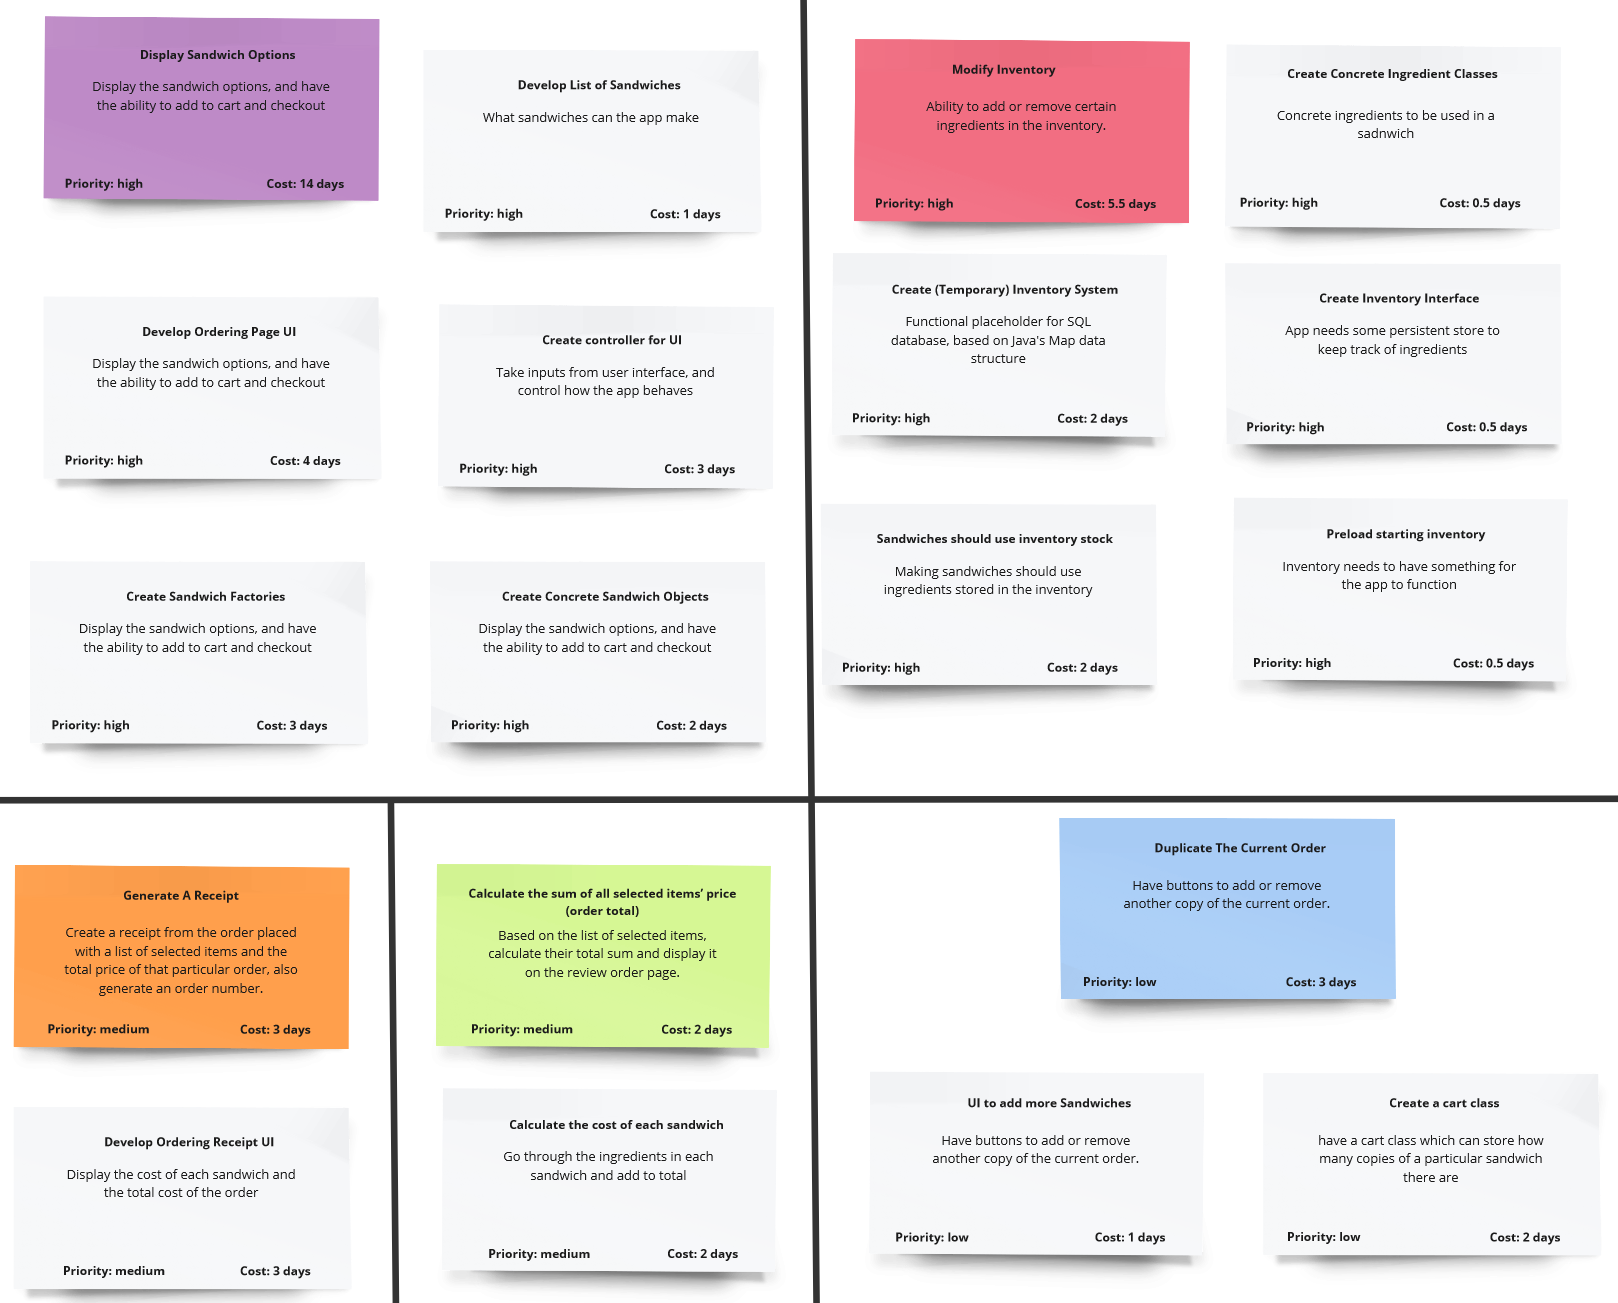 Display Sandwich Options
Display the sandwich options, and have
the ability to add to cart and checkout
Priority: high
Cost: 14 days
Develop List of Sandwiches
What sandwiches can the app make
Priority: high
Cost: 1 days
Develop Ordering Page UI
Display the sandwich options, and have
the ability to add to cart and checkout
Priority: high
Cost: 4 days
Create controller for UI
Take inputs from user interface, and
control how the app behaves
Priority: high
Cost: 3 days
Create Sandwich Factories
Display the sandwich options, and have
the ability to add to cart and checkout
Priority: high
Cost: 3 days
Create Concrete Sandwich Objects
Display the sandwich options, and have
the ability to add to cart and checkout
Priority: high
Cost: 2 days
Modify Inventory
Ability to add or remove certain
ingredients in the inventory.
Priority: high
Cost: 5.5 days
Create Concrete Ingredient Classes
Concrete ingredients to be used in a
sadnwich
Priority: high
Cost: 0.5 days
Create (Temporary) Inventory System
Functional placeholder for SQL
database, based on Java's Map data
structure
Priority: high
Cost: 2 days
Create Inventory Interface
App needs some persistent store to
keep track of ingredients
Priority: high
Cost: 0.5 days
Sandwiches should use inventory stock
Making sandwiches should use
ingredients stored in the inventory
Priority: high
Cost: 2 days
Preload starting inventory
Inventory needs to have something for
the app to function
Priority: high
Cost: 0.5 days
Generate A Receipt
Create a receipt from the order placed
with a list of selected items and the
total price of that particular order, also
generate an order number.
Priority: medium
Cost: 3 days
Develop Ordering Receipt UI
Display the cost of each sandwich and
the total cost of the order
Priority: medium
Cost: 3 days
Calculate the sum of all selected items’ price
(order total)
Based on the list of selected items,
calculate their total sum and display it
on the review order page.
Priority: medium
Cost: 2 days
Calculate the cost of each sandwich
Go through the ingredients in each
sandwich and add to total
Priority: medium
Cost: 2 days
Duplicate The Current Order
Have buttons to add or remove
another copy of the current order.
Priority: low
Cost: 3 days
UI to add more Sandwiches
Have buttons to add or remove
another copy of the current order.
Priority: low
Cost: 1 days
Create a cart class
have a cart class which can store how
many copies of a particular sandwich
there are
Priority: low
Cost: 2 days